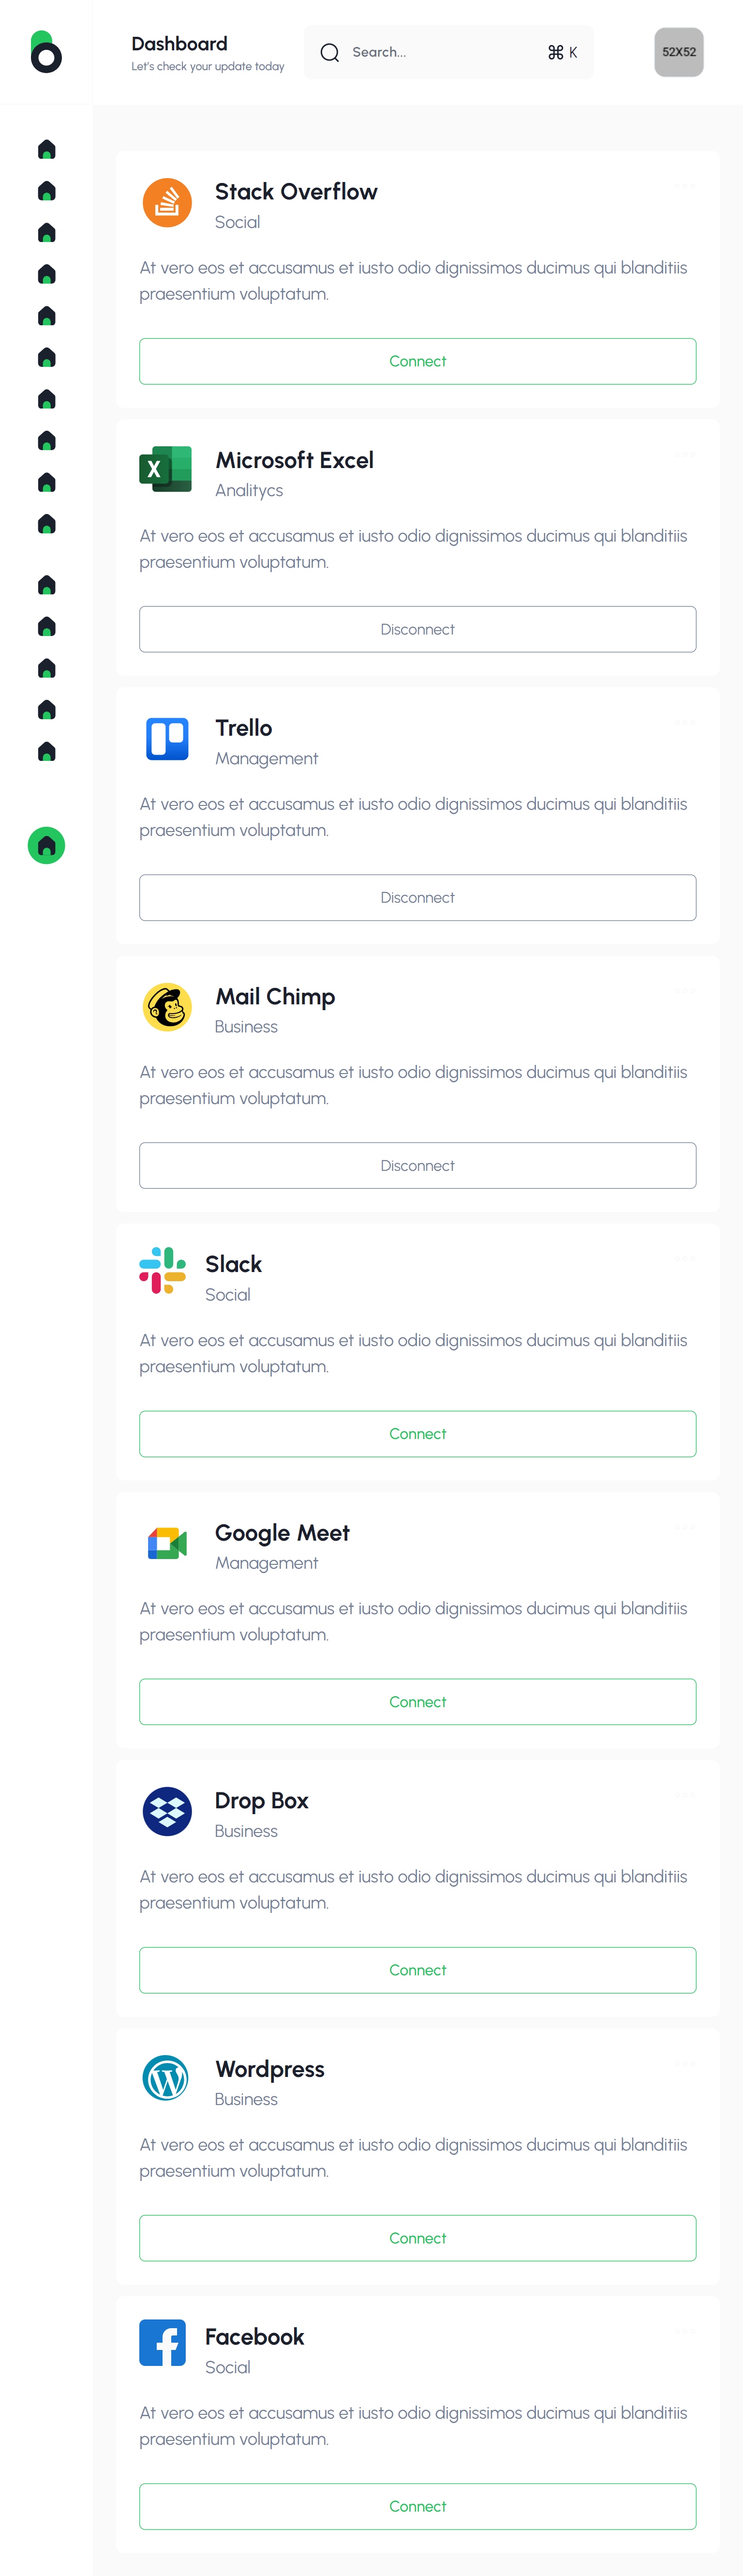 Dashboard
Let's check your update today
Search...
⌘ K
52X52
Stack Overflow
Social
At vero eos et accusamus et iusto odio dignissimos ducimus qui blanditiis
praesentium voluptatum.
Connect
X
Microsoft Excel
Analitycs
At vero eos et accusamus et iusto odio dignissimos ducimus qui blanditiis
praesentium voluptatum.
Disconnect
Trello
Management
At vero eos et accusamus et iusto odio dignissimos ducimus qui blanditiis
praesentium voluptatum.
Disconnect
Mail Chimp
Business
At vero eos et accusamus et iusto odio dignissimos ducimus qui blanditiis
praesentium voluptatum.
Disconnect
Slack
Social
At vero eos et accusamus et iusto odio dignissimos ducimus qui blanditiis
praesentium voluptatum.
Connect
Google Meet
Management
At vero eos et accusamus et iusto odio dignissimos ducimus qui blanditiis
praesentium voluptatum.
Connect
Drop Box
Business
At vero eos et accusamus et iusto odio dignissimos ducimus qui blanditiis
praesentium voluptatum.
Connect
Wordpress
Business
At vero eos et accusamus et iusto odio dignissimos ducimus qui blanditiis
praesentium voluptatum.
Connect
Facebook
Social
At vero eos et accusamus et iusto odio dignissimos ducimus qui blanditiis
praesentium voluptatum.
Connect